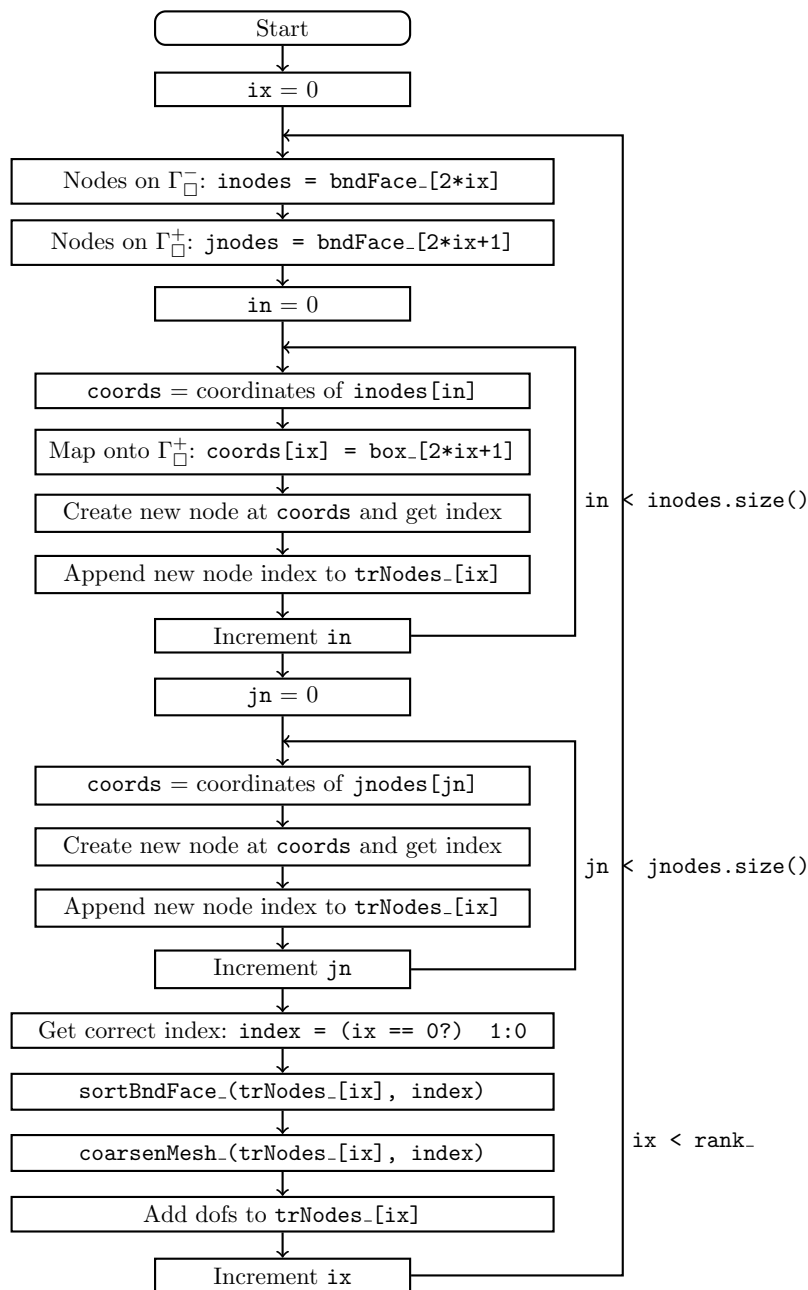 Start
ix = 0
Nodes on Γ□⁻: inodes = bndFace_[2*ix]
Nodes on Γ□⁺: jnodes = bndFace_[2*ix+1]
in = 0
coords = coordinates of inodes[in]
Map onto Γ□⁺: coords[ix] = box_[2*ix+1]
Create new node at coords and get index
in < inodes.size()
Append new node index to trNodes_[ix]
Increment in
jn = 0
coords = coordinates of jnodes[jn]
Create new node at coords and get index
jn < jnodes.size()
Append new node index to trNodes_[ix]
Increment jn
Get correct index: index = (ix == 0?) 1:0
sortBndFace_(trNodes_[ix], index)
ix < rank_
coarsenMesh_(trNodes_[ix], index)
Add dofs to trNodes_[ix]
Increment ix